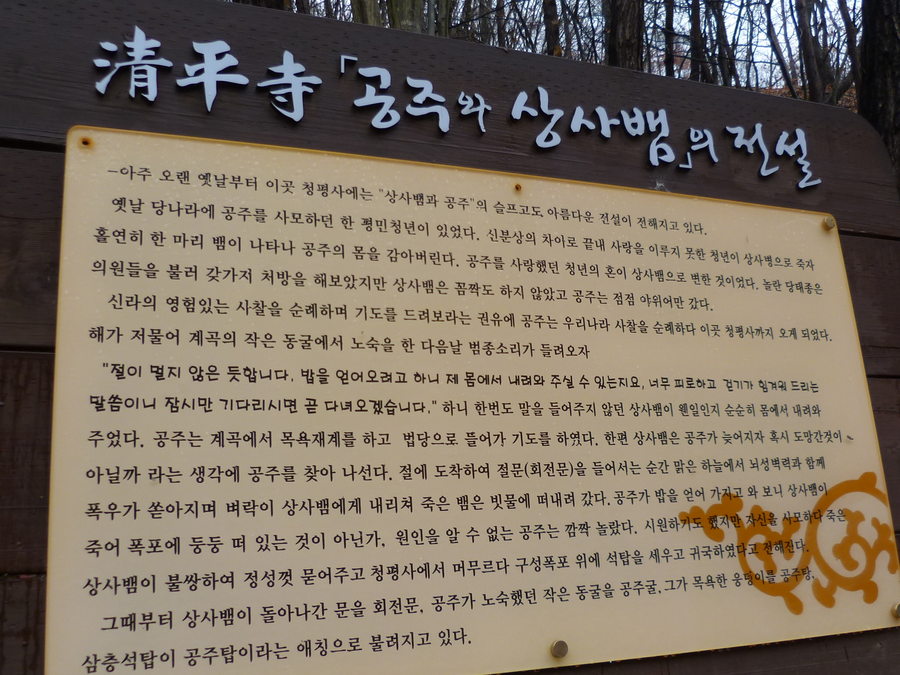 淸平寺 「공주와 상사뱀」의 전설
-아주 오랜 옛날부터 이곳 청평사에는 "상사뱀과 공주"의 슬프고도, 아름다운 전설이 전해지고 있다.
옛날 당나라에 공주를 사모하던 한 평민청년이 있었다. 신분상의 차이로 끝내 사랑을 이루지 못한 청년이 상사병으로 죽자
홀연히 한 마리 뱀이 나타나 공주의 몸을 감아버린다. 공주를 사랑했던 청년의 혼이 상사뱀으로 변한 것이었다. 놀란 당태종은
의원들을 불러 갖가지 처방을 해보았지만 상사뱀은 꼼짝도 하지 않았고 공주는 점점 야위어만 갔다.
신라의 영험있는 사찰을 순례하며 기도를 드려보라는 권유에 공주는 우리나라 사찰을 순례하다 이곳 청평사까지 오게 되었다.
해가 저물어 계곡의 작은 동굴에서 노숙을 한 다음날 범종소리가 들려오자
"절이 멀지 않은 듯합니다. 밥을 얻어오려고 하니 제 몸에서 내려와 주실 수 있는지요, 너무 피로하고 걷기가 힘겨워 드리는
말씀이니 잠시만 기다리시면 곧 다녀오겠습니다." 하니 한번도 말을 들어주지 않던 상사뱀이 웬일인지 순순히 몸에서 내려와
주었다. 공주는 계곡에서 목욕재계를 하고 법당으로 들어가 기도를 하였다. 한편 상사뱀은 공주가 늦어지자 혹시 도망간것이
아닐까 라는 생각에 공주를 찾아 나선다. 절에 도착하여 절문(회전문)을 들어서는 순간 맑은 하늘에서 뇌성벽력과 함께
폭우가 쏟아지며 벼락이 상사뱀에게 내리쳐 죽은 뱀은 빗물에 떠내려 갔다. 공주가 밥을 얻어 가지고 와 보니 상사뱀이
죽어 폭포에 둥둥 떠 있는 것이 아닌가. 원인을 알 수 없는 공주는 깜짝 놀랐다. 시원하기도 했지만 자신을 사모하다 죽은
상사뱀이 불쌍하여 정성껏 묻어주고 청평사에서 머무르다 구성폭포 위에 석탑을 세우고 귀국하였다고 전해진다.
그때부터 상사뱀이 돌아나간 문을 회전문, 공주가 노숙했던 작은 동굴을 공주굴, 그가 목욕한 웅덩이를 공주탕,
삼층석탑이 공주탑이라는 애칭으로 불려지고 있다.